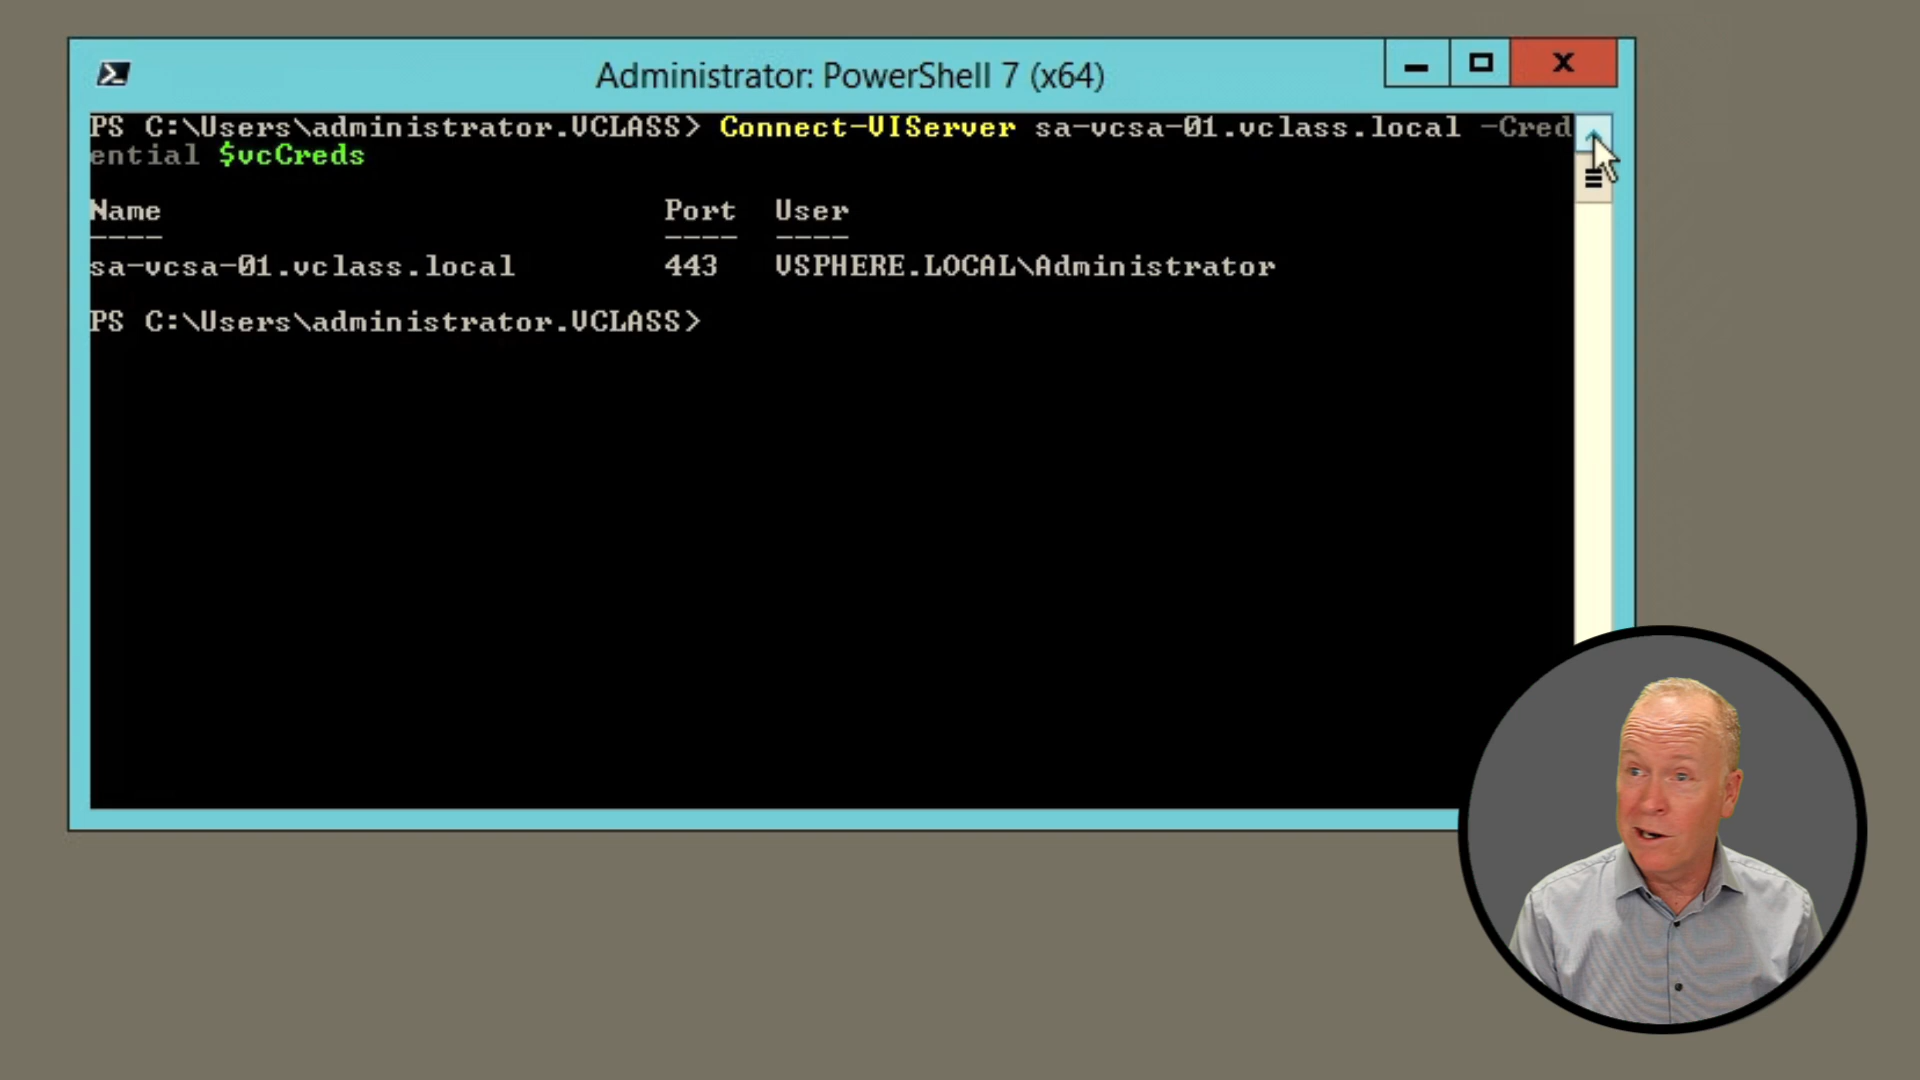 Administrator: PowerShell 7 (x64)
PS C:\Users\administrator.VCLASS> Connect-VIServer sa-vcsa-01.vclass.local -Cred
ential $vcCreds
Name Port User
---- ---- ----
sa-vcsa-01.vclass.local 443 VSPHERE.LOCAL\Administrator
PS C:\Users\administrator.VCLASS>